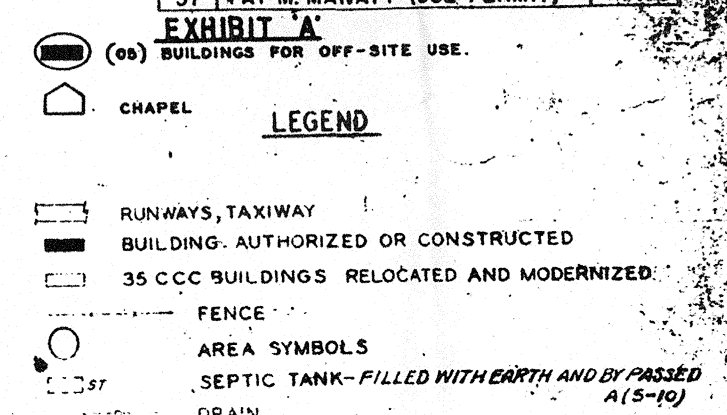 EXHIBIT 'A'
(OS) BUILDINGS FOR OFF-SITE USE.
CHAPEL
LEGEND
RUNWAYS, TAXIWAY
BUILDING AUTHORIZED OR CONSTRUCTED
35 CCC BUILDINGS RELOCATED AND MODERNIZED
FENCE
AREA SYMBOLS
ST SEPTIC TANK-FILLED WITH EARTH AND BY PASSED
A(5-10)
DRAIN